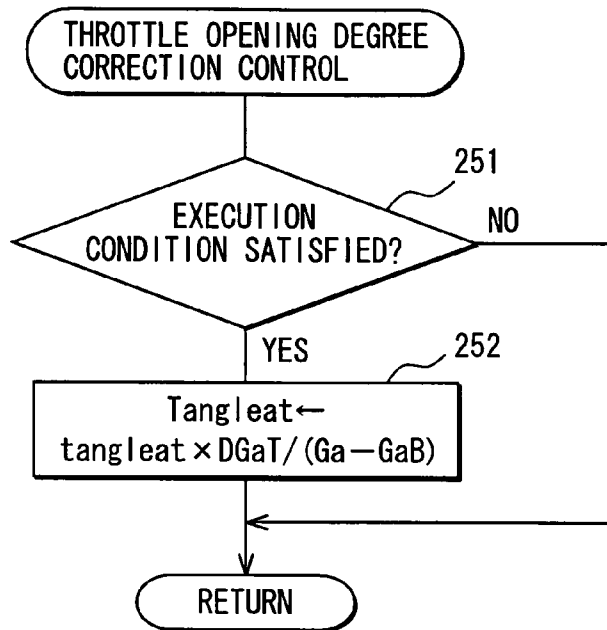 THROTTLE OPENING DEGREE
CORRECTION CONTROL
251
EXECUTION
CONDITION SATISFIED?
NO
YES
252
Tangleat←
tangleat×DGaT/(Ga−GaB)
RETURN